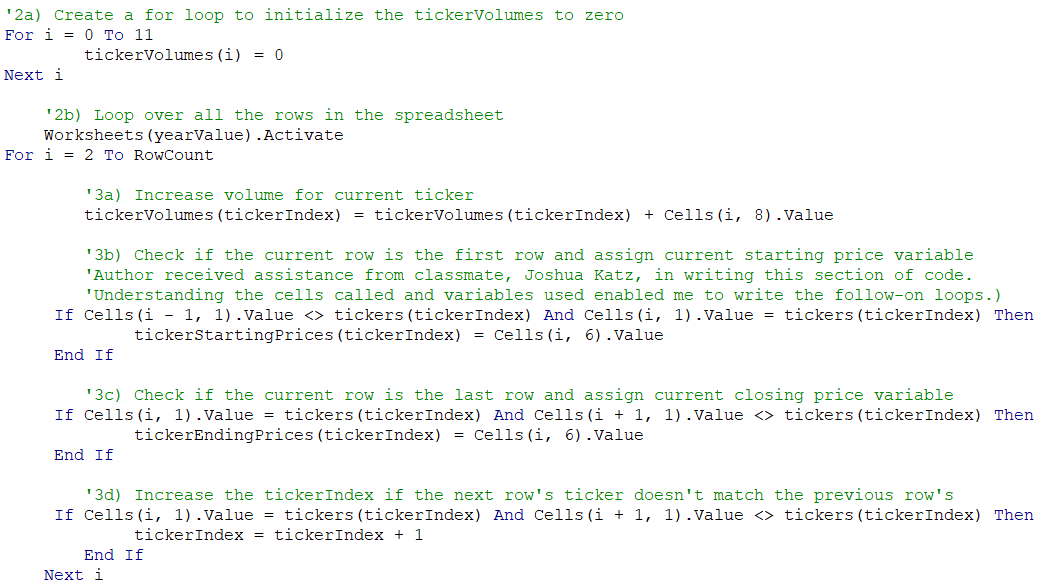 '2a) Create a for loop to initialize the tickerVolumes to zero
For i = 0 To 11
        tickerVolumes(i) = 0
Next i
    '2b) Loop over all the rows in the spreadsheet
    Worksheets(yearValue).Activate
For i = 2 To RowCount
        '3a) Increase volume for current ticker
        tickerVolumes(tickerIndex) = tickerVolumes(tickerIndex) + Cells(i, 8).Value
        '3b) Check if the current row is the first row and assign current starting price variable
        'Author received assistance from classmate, Joshua Katz, in writing this section of code.
        'Understanding the cells called and variables used enabled me to write the follow-on loops.)
     If Cells(i - 1, 1).Value <> tickers(tickerIndex) And Cells(i, 1).Value = tickers(tickerIndex) Then
             tickerStartingPrices(tickerIndex) = Cells(i, 6).Value
     End If
        '3c) Check if the current row is the last row and assign current closing price variable
     If Cells(i, 1).Value = tickers(tickerIndex) And Cells(i + 1, 1).Value <> tickers(tickerIndex) Then
             tickerEndingPrices(tickerIndex) = Cells(i, 6).Value
     End If
        '3d) Increase the tickerIndex if the next row's ticker doesn't match the previous row's
     If Cells(i, 1).Value = tickers(tickerIndex) And Cells(i + 1, 1).Value <> tickers(tickerIndex) Then
             tickerIndex = tickerIndex + 1
        End If
    Next i